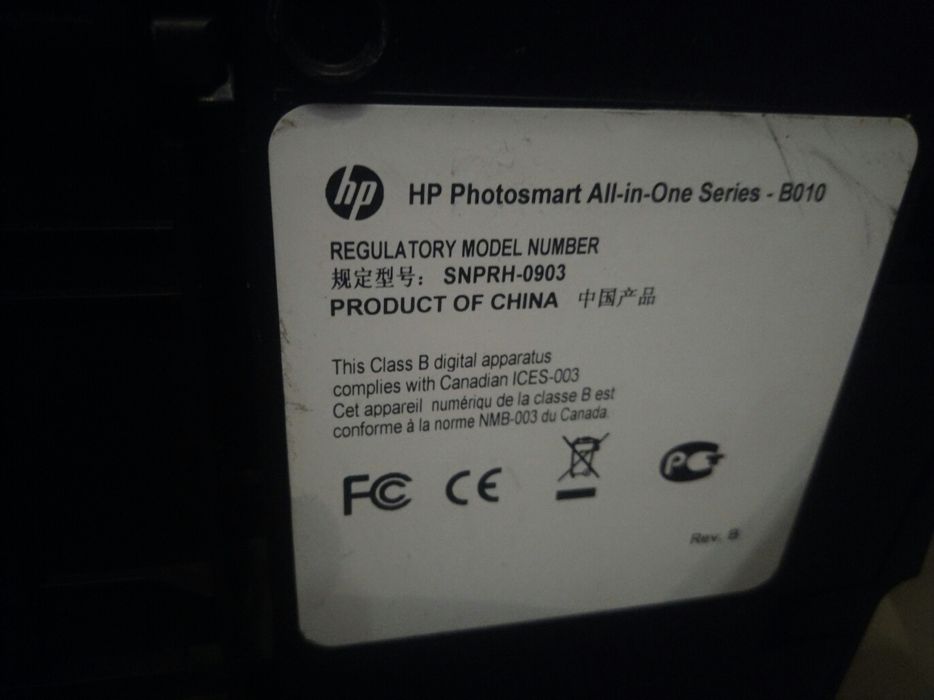 hp HP Photosmart All-in-One Series - B010
REGULATORY MODEL NUMBER
规定型号： SNPRH-0903
PRODUCT OF CHINA 中国产品
This Class B digital apparatus
complies with Canadian ICES-003
Cet appareil numériqu de la classe B est
conforme à la norme NMB-003 du Canada.
FC CE PG
Rev. B